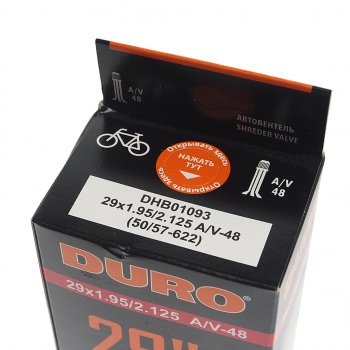 A/V
48
АВТОВЕНТЕЛЬ
SHREDER VALVE
Открывать здесь
НАЖАТЬ
ТУТ
Открывать здесь
A/V
48
DHB01093
29x1.95/2.125 A/V-48
(50/57-622)
DURO
29x1.95/2.125 A/V-48
29"